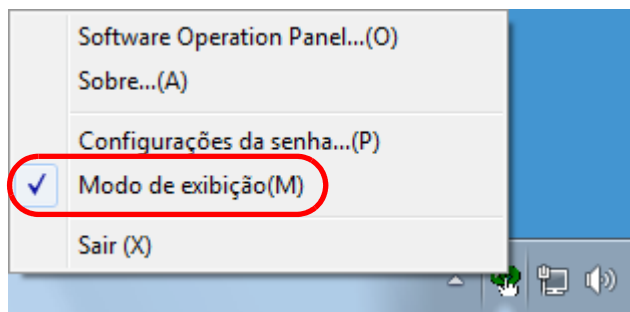 Software Operation Panel...(O)
Sobre...(A)
Configurações da senha...(P)
Modo de exibição(M)
Sair (X)